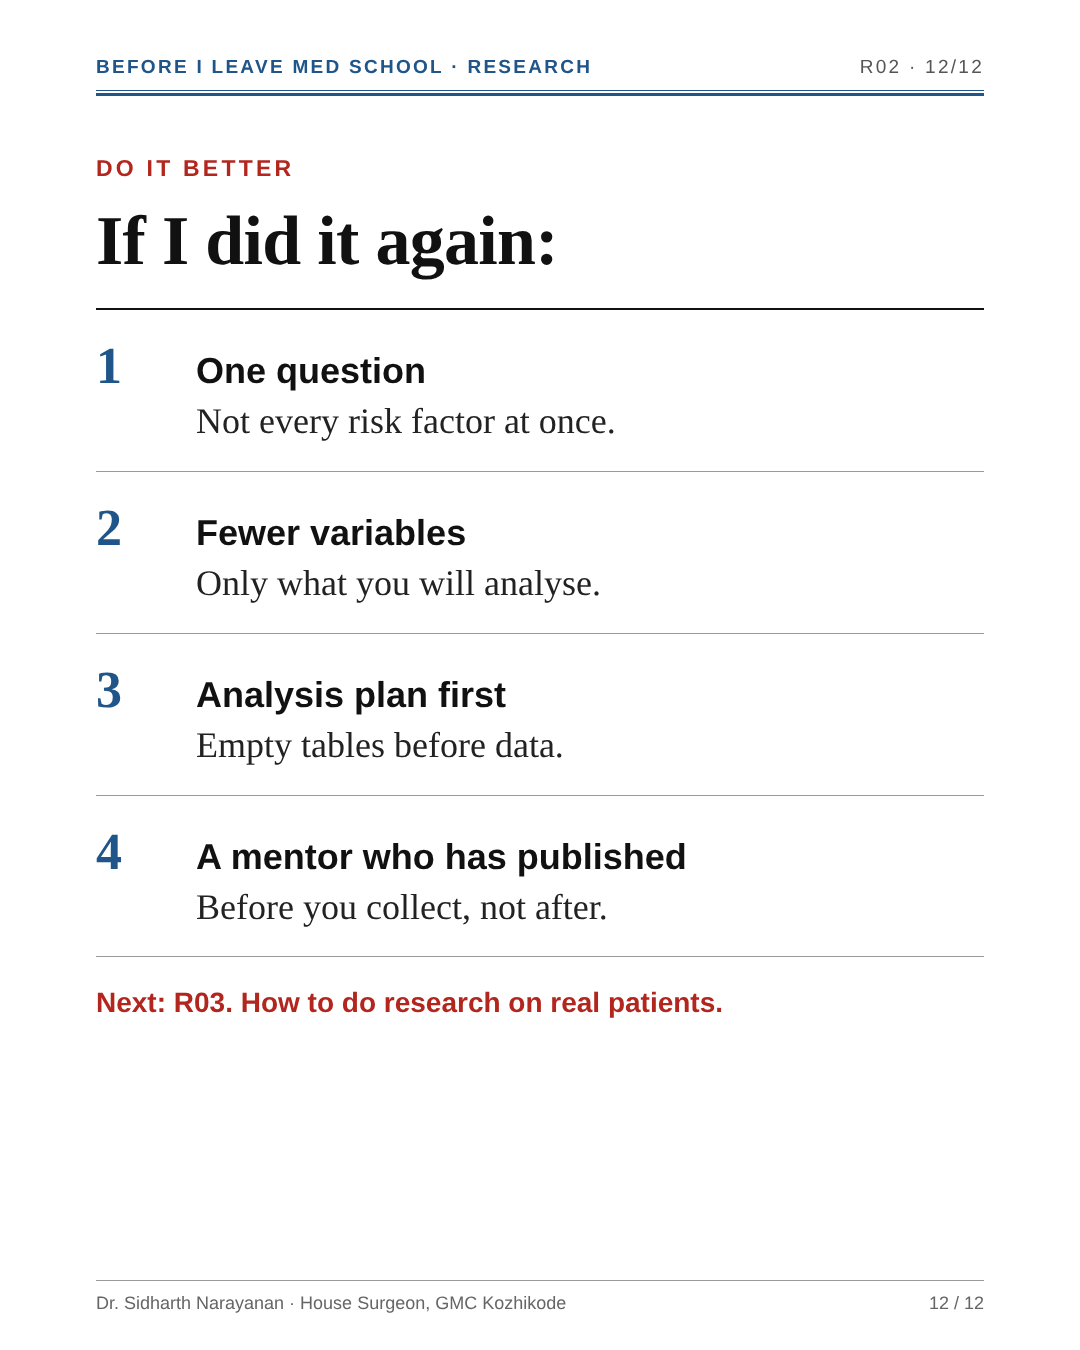 BEFORE I LEAVE MED SCHOOL · RESEARCH
R02 · 12/12
DO IT BETTER
If I did it again:
1
One question
Not every risk factor at once.
2
Fewer variables
Only what you will analyse.
3
Analysis plan first
Empty tables before data.
4
A mentor who has published
Before you collect, not after.
Next: R03. How to do research on real patients.
Dr. Sidharth Narayanan · House Surgeon, GMC Kozhikode
12 / 12